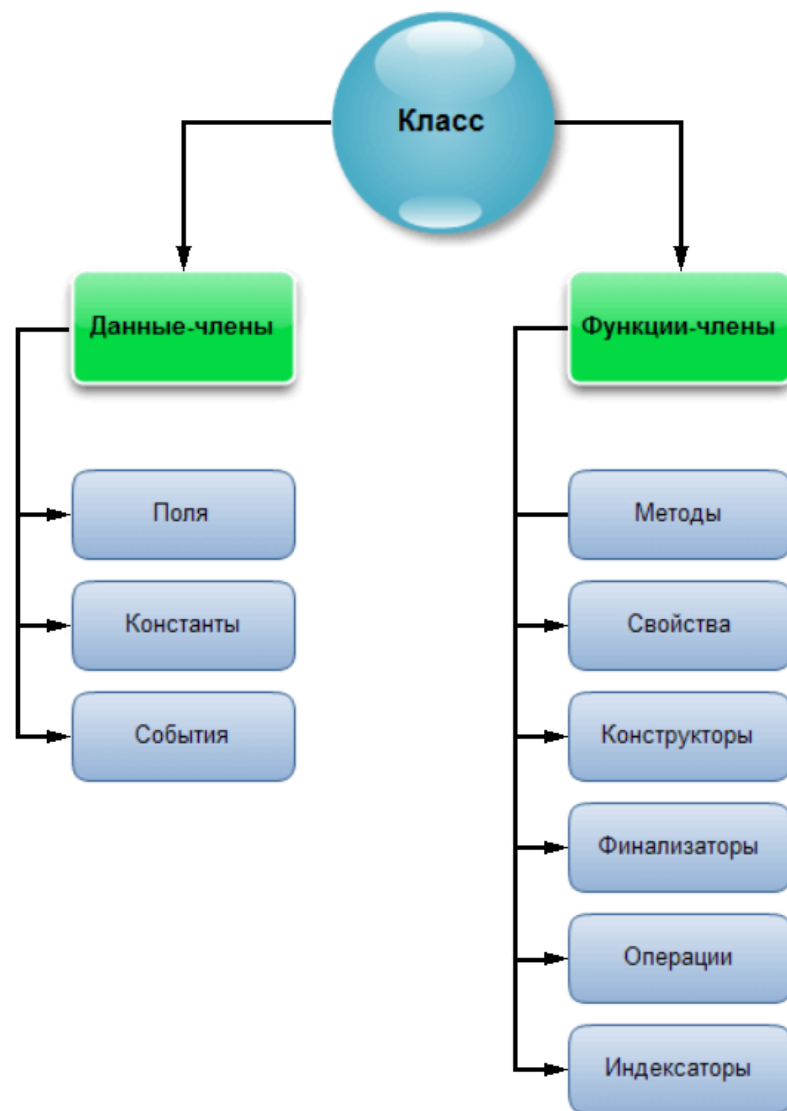 Класс
Данные-члены
Функции-члены
Поля
Методы
Константы
Свойства
События
Конструкторы
Финализаторы
Операции
Индексаторы